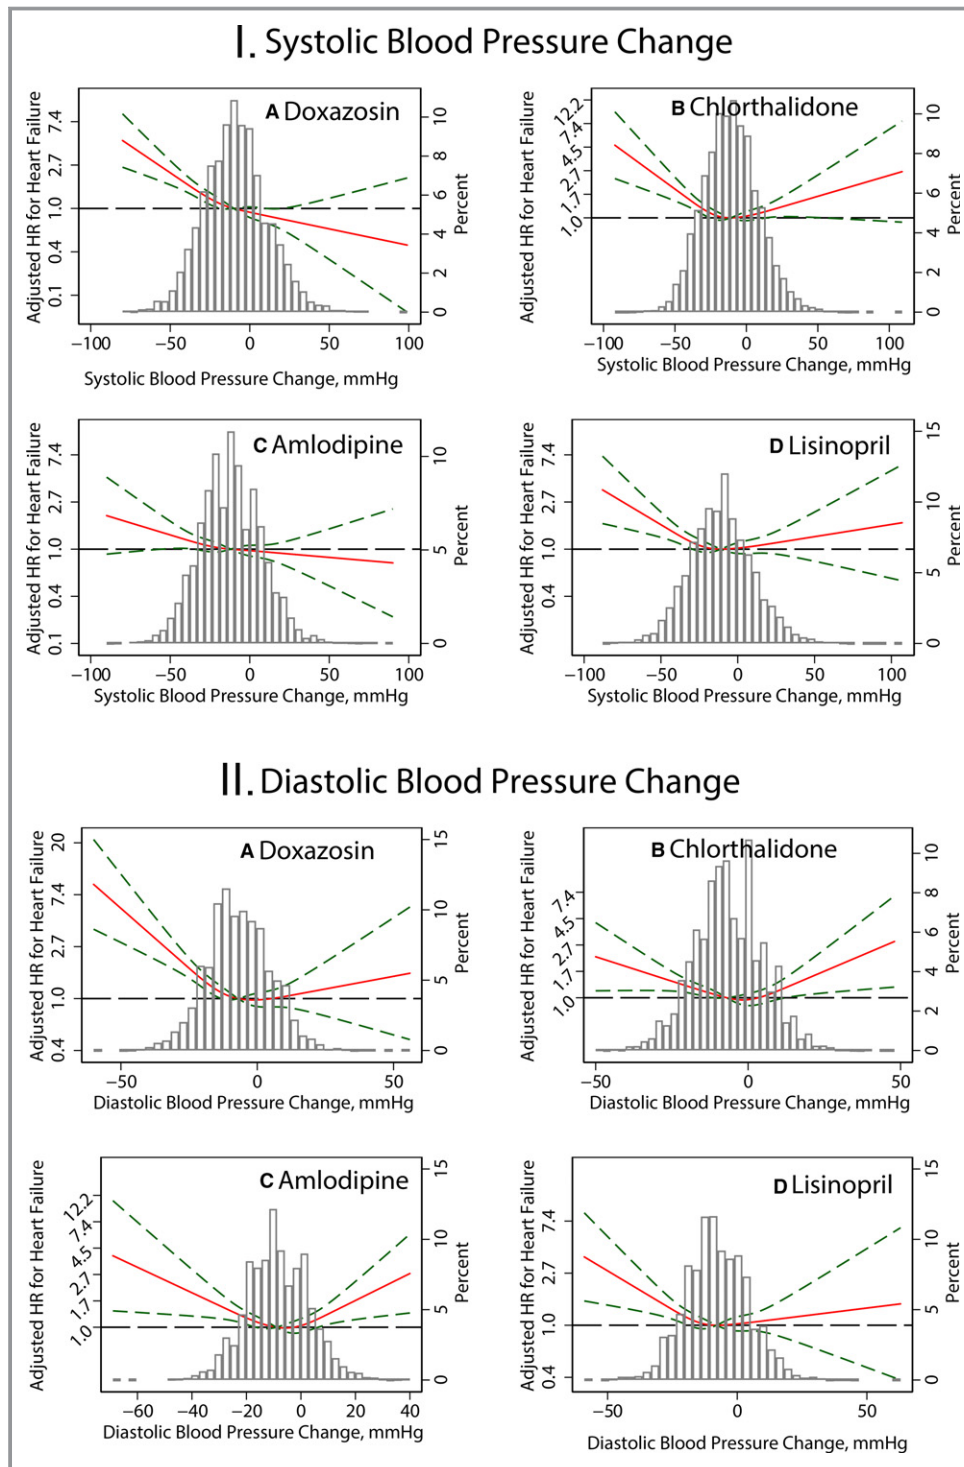 I. Systolic Blood Pressure Change
A Doxazosin
Adjusted HR for Heart Failure
7.4
2.7
1.0
0.4
0.1
10
8
6
4
2
0
Percent
−100 −50 0 50 100
Systolic Blood Pressure Change, mmHg
B Chlorthalidone
Adjusted HR for Heart Failure
12.2
7.4
4.5
2.7
1.7
1.0
10
8
6
4
2
0
Percent
−100 −50 0 50 100
Systolic Blood Pressure Change, mmHg
C Amlodipine
Adjusted HR for Heart Failure
7.4
2.7
1.0
0.4
0.1
10
5
0
Percent
−100 −50 0 50 100
Systolic Blood Pressure Change, mmHg
D Lisinopril
Adjusted HR for Heart Failure
7.4
2.7
1.0
0.4
0.1
15
10
5
0
Percent
−100 −50 0 50 100
Systolic Blood Pressure Change, mmHg
II. Diastolic Blood Pressure Change
A Doxazosin
Adjusted HR for Heart Failure
20
7.4
2.7
1.0
0.4
15
10
5
0
Percent
−50 0 50
Diastolic Blood Pressure Change, mmHg
B Chlorthalidone
Adjusted HR for Heart Failure
7.4
4.5
2.7
1.7
1.0
10
8
6
4
2
0
Percent
−50 0 50
Diastolic Blood Pressure Change, mmHg
C Amlodipine
Adjusted HR for Heart Failure
12.2
7.4
4.5
2.7
1.7
1.0
15
10
5
0
Percent
−60 −40 −20 0 20 40
Diastolic Blood Pressure Change, mmHg
D Lisinopril
Adjusted HR for Heart Failure
7.4
2.7
1.0
0.4
15
10
5
0
Percent
−50 0 50
Diastolic Blood Pressure Change, mmHg